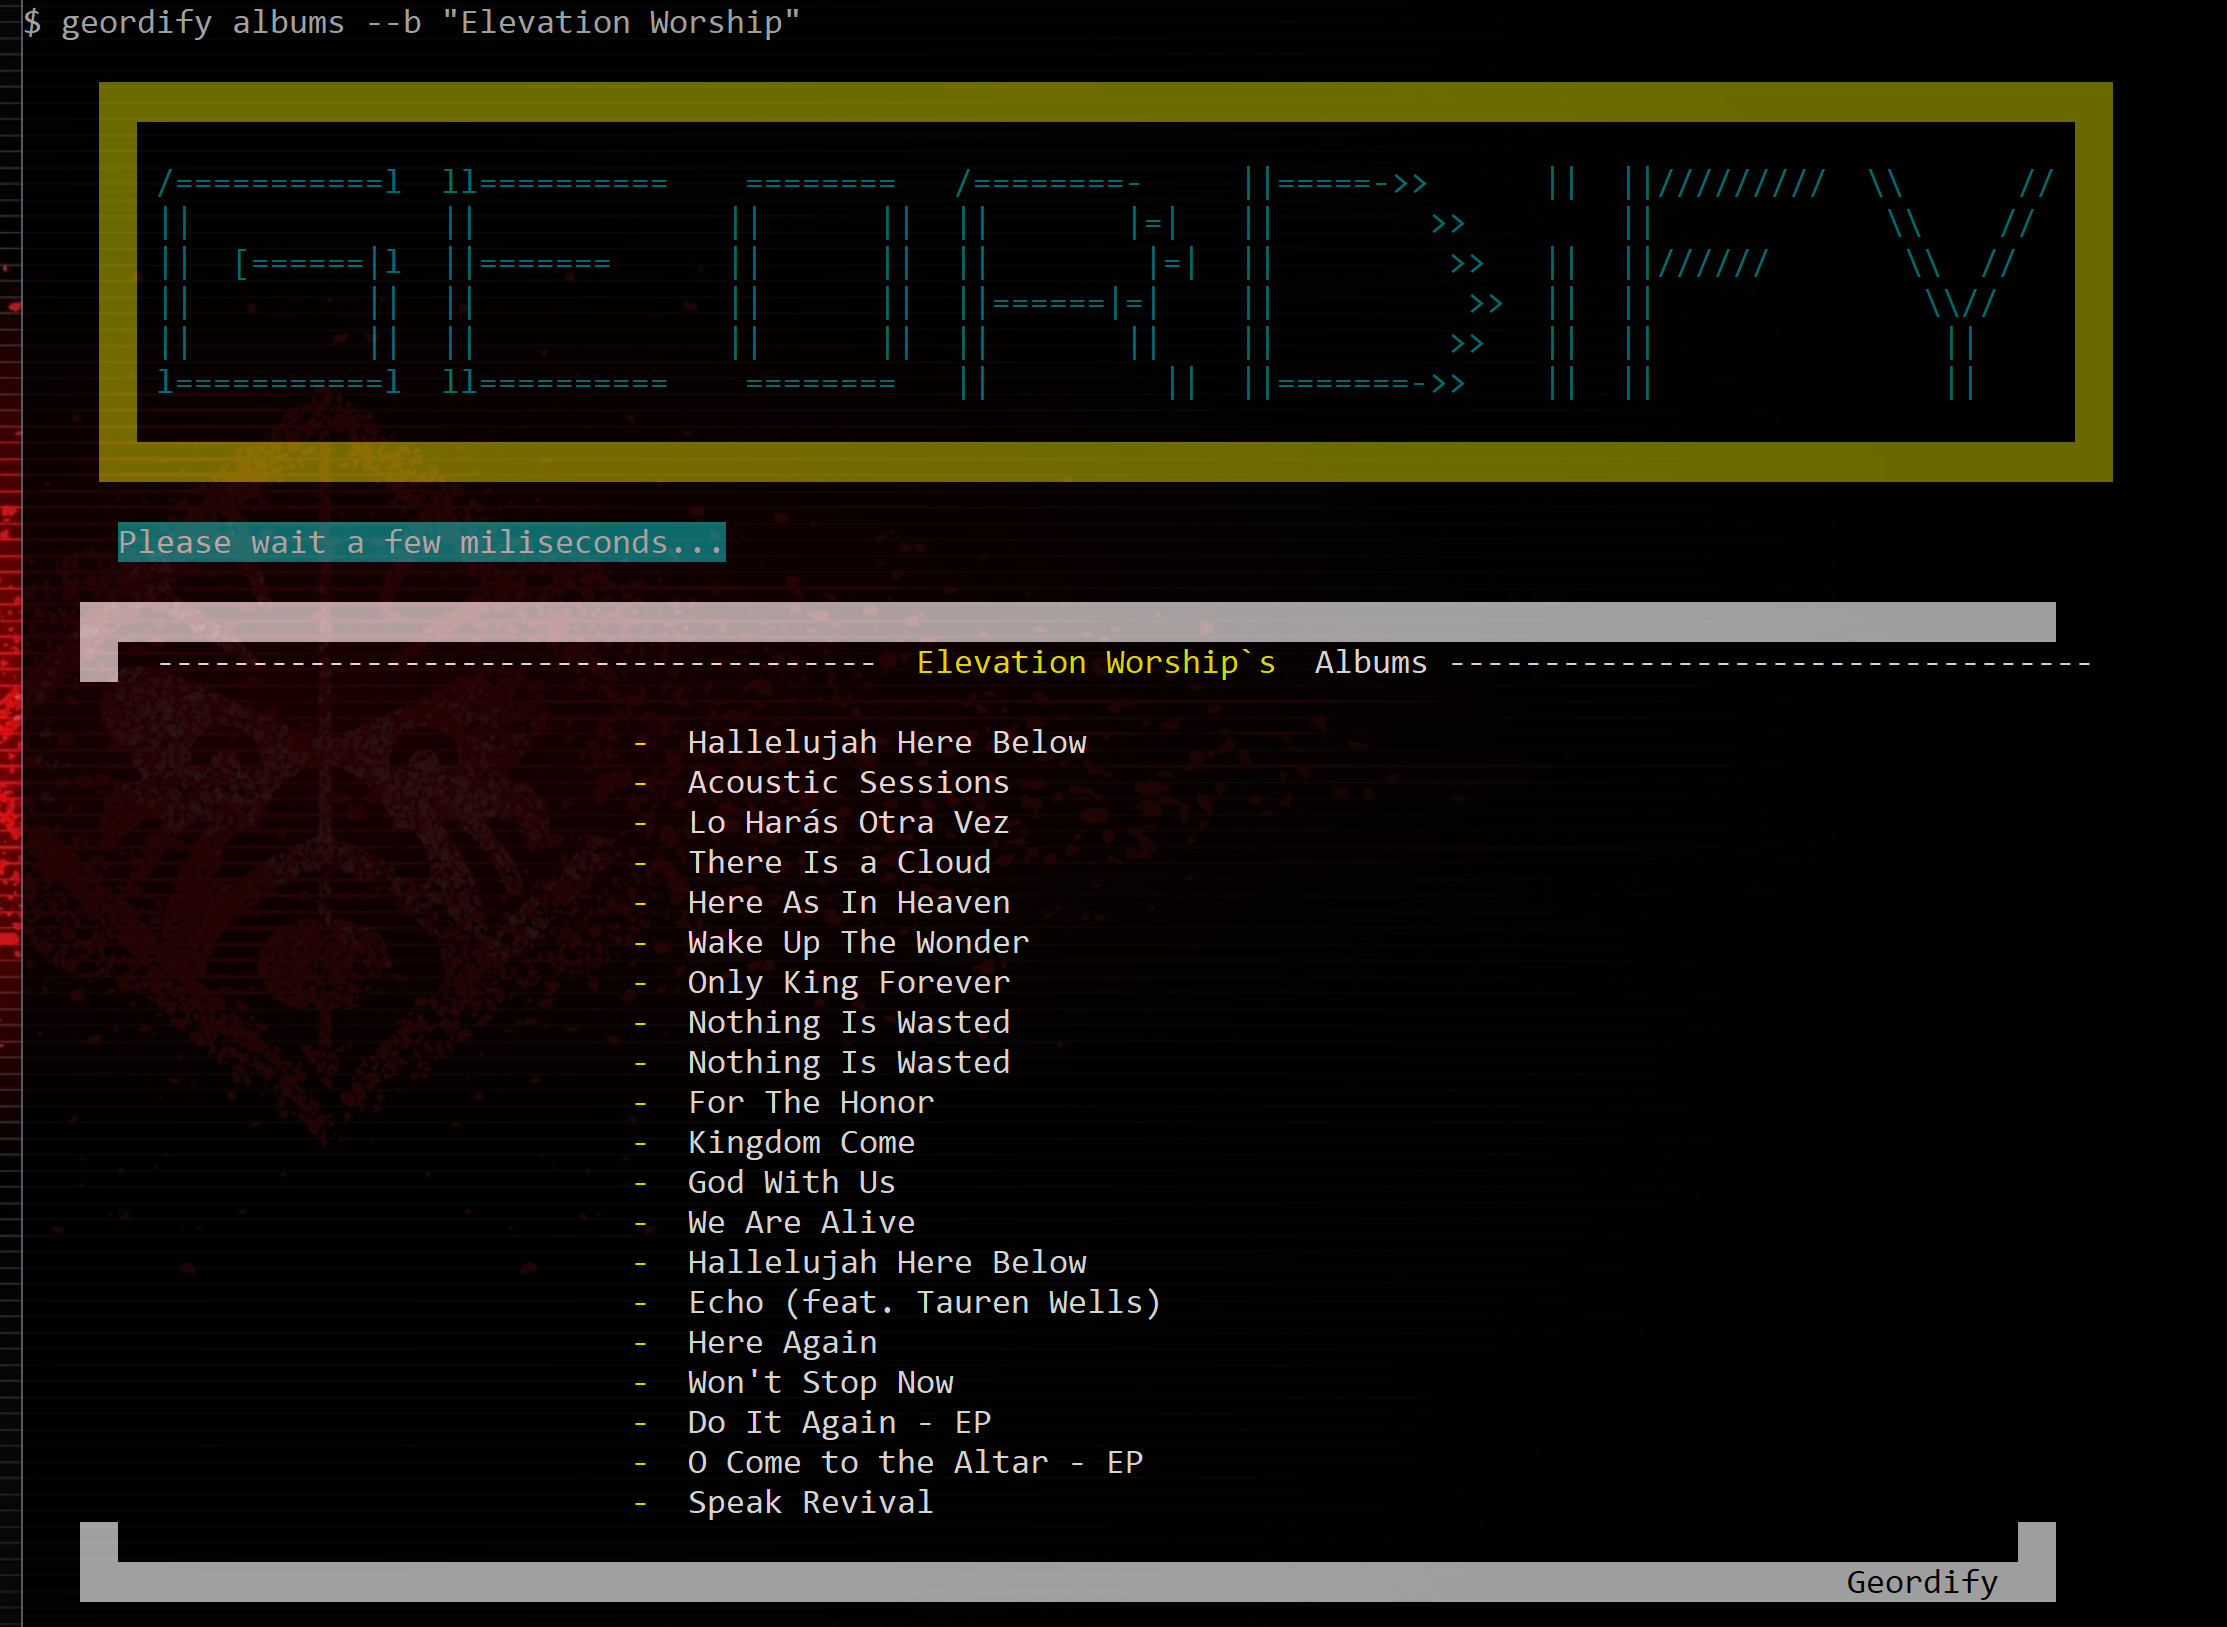 $ geordify albums --b "Elevation Worship"
GEORDIFY
Please wait a few miliseconds...
-------------------------------------- Elevation Worship`s Albums ----------------------------------
- Hallelujah Here Below
- Acoustic Sessions
- Lo Harás Otra Vez
- There Is a Cloud
- Here As In Heaven
- Wake Up The Wonder
- Only King Forever
- Nothing Is Wasted
- Nothing Is Wasted
- For The Honor
- Kingdom Come
- God With Us
- We Are Alive
- Hallelujah Here Below
- Echo (feat. Tauren Wells)
- Here Again
- Won't Stop Now
- Do It Again - EP
- O Come to the Altar - EP
- Speak Revival
Geordify